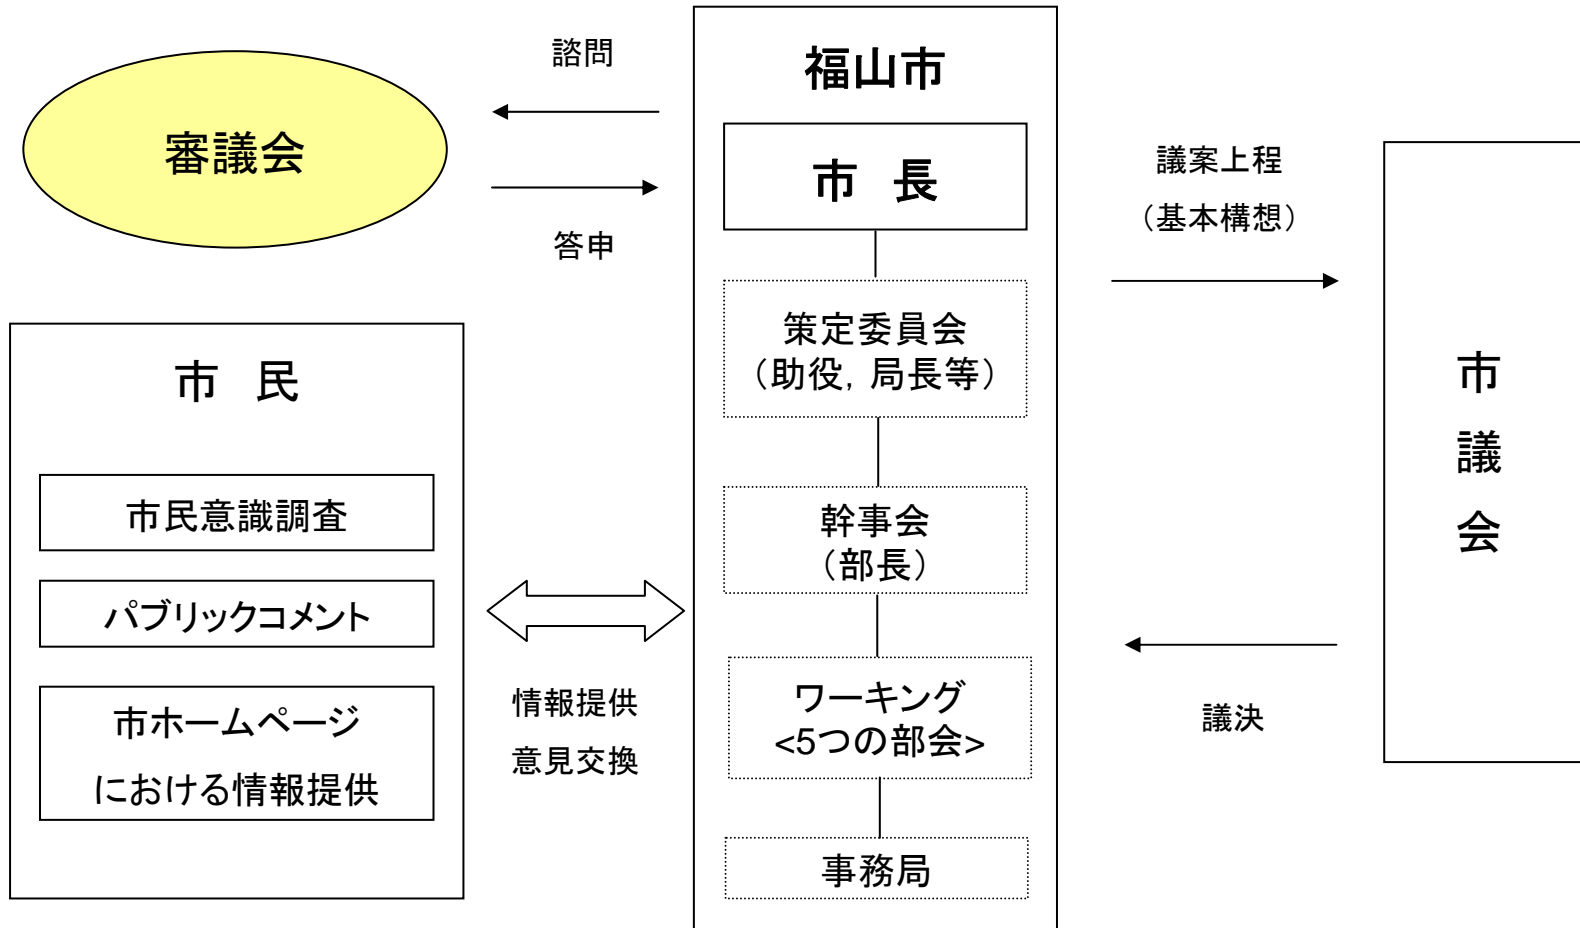 諮問
審議会
答申
市　民
市民意識調査
パブリックコメント
市ホームページ
における情報提供
情報提供
意見交換
福山市
市　長
策定委員会
（助役，局長等）
幹事会
（部長）
ワーキング
<5つの部会>
事務局
議案上程
（基本構想）
議決
市
議
会